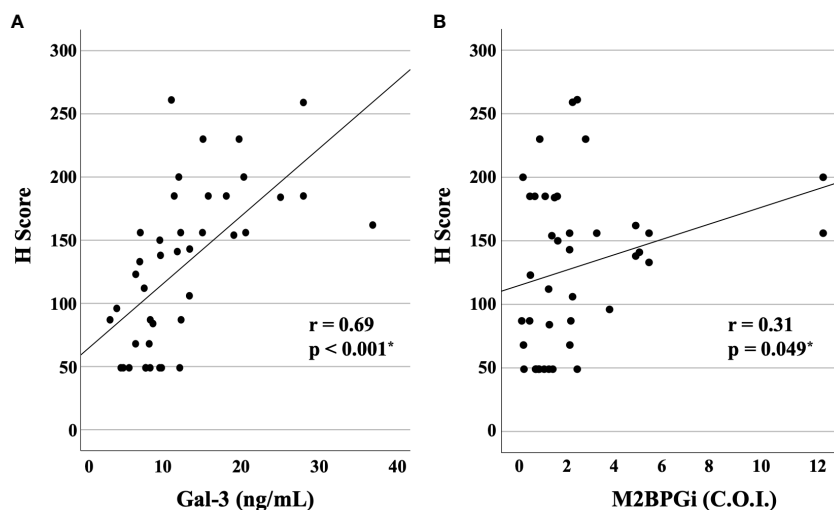 A
300
250
200
150
100
50
0
H Score
r = 0.69
p < 0.001*
0 10 20 30 40
Gal-3 (ng/mL)
B
300
250
200
150
100
50
0
H Score
r = 0.31
p = 0.049*
0 2 4 6 8 10 12
M2BPGi (C.O.I.)